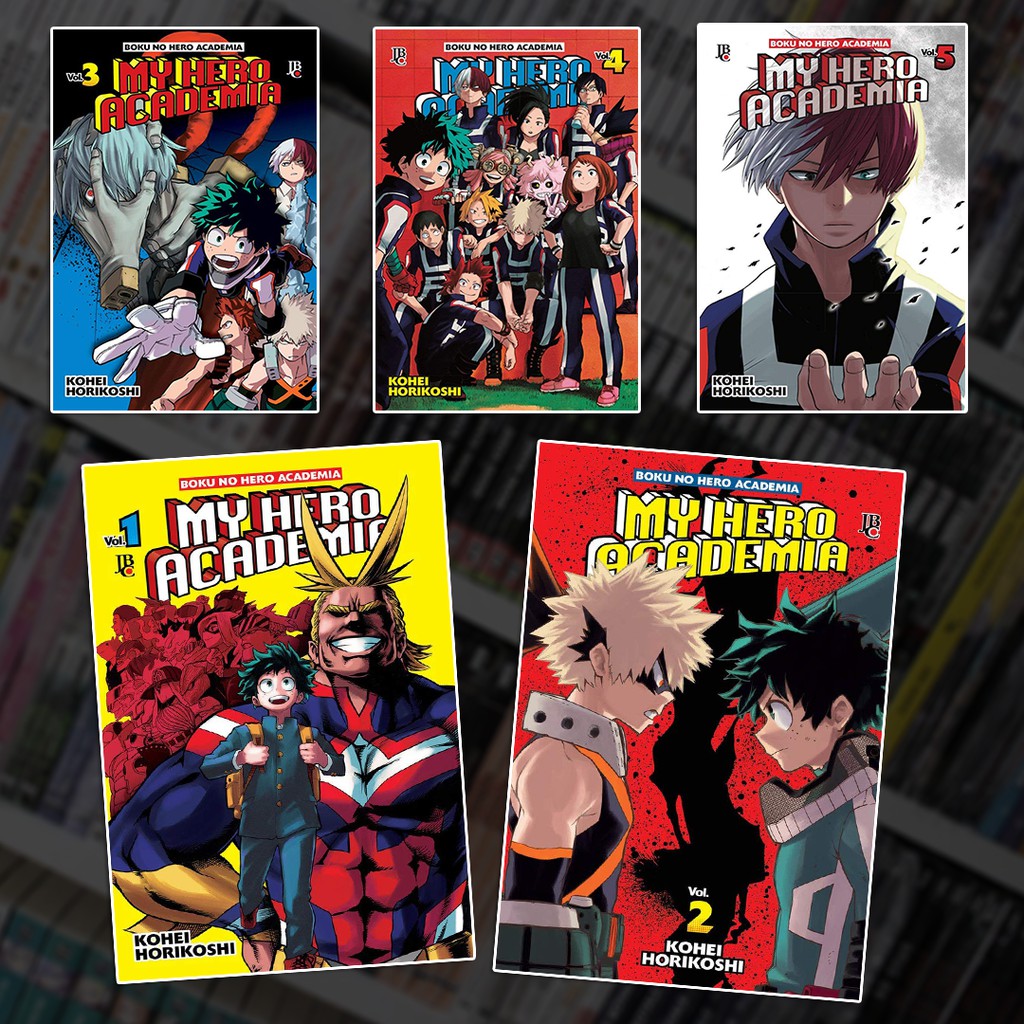 BOKU NO HERO ACADEMIA
Vol. 3
MY HERO
ACADEMIA
JBC
KOHEI
HORIKOSHI
JBC
BOKU NO HERO ACADEMIA
Vol. 4
MY HERO
ACADEMIA
KOHEI
HORIKOSHI
JBC
BOKU NO HERO ACADEMIA
Vol. 5
MY HERO
ACADEMIA
KOHEI
HORIKOSHI
BOKU NO HERO ACADEMIA
Vol. 1
MY HERO
ACADEMIA
JBC
KOHEI
HORIKOSHI
BOKU NO HERO ACADEMIA
MY HERO
ACADEMIA
JBC
Vol.
2
KOHEI
HORIKOSHI